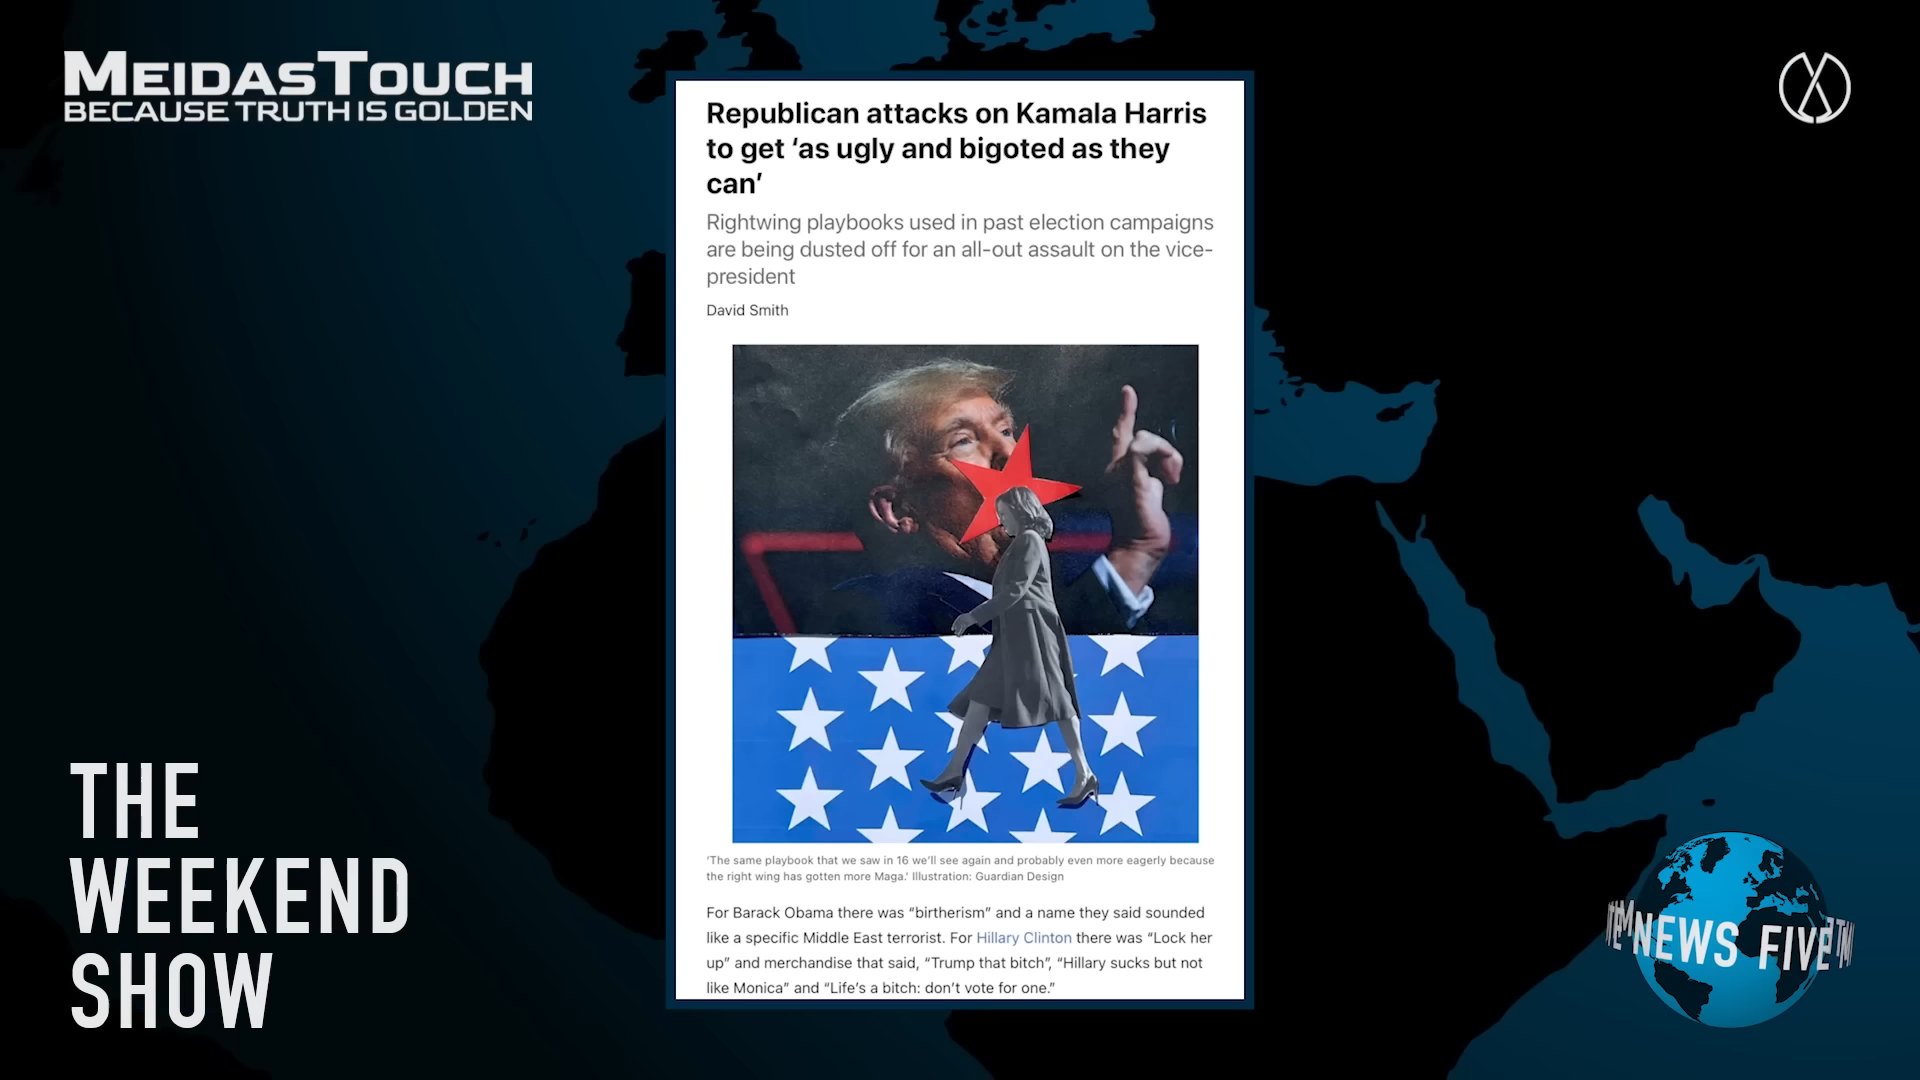 MEIDASTOUCH
BECAUSE TRUTH IS GOLDEN
Republican attacks on Kamala Harris
to get ‘as ugly and bigoted as they
can’
Rightwing playbooks used in past election campaigns
are being dusted off for an all-out assault on the vice-
president
David Smith
‘The same playbook that we saw in 16 we’ll see again and probably even more eagerly because
the right wing has gotten more Maga.’ Illustration: Guardian Design
For Barack Obama there was “birtherism” and a name they said sounded
like a specific Middle East terrorist. For Hillary Clinton there was “Lock her
up” and merchandise that said, “Trump that bitch”, “Hillary sucks but not
like Monica” and “Life’s a bitch: don’t vote for one.”
THE
WEEKEND
SHOW
NEWS FIVE